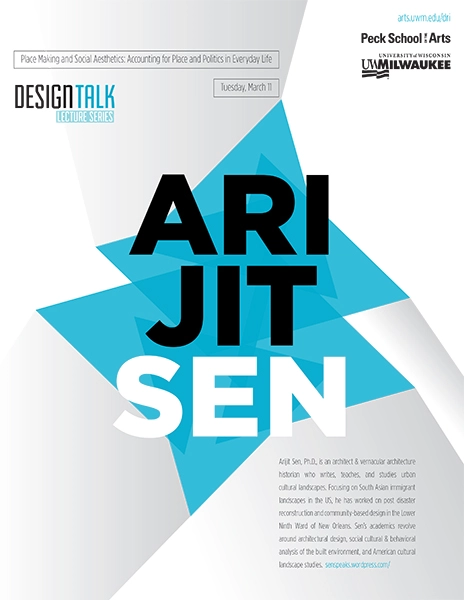 arts.uwm.edu/dri
Peck School of the Arts
UNIVERSITY of WISCONSIN
UWMILWAUKEE
Place Making and Social Aesthetics: Accounting for Place and Politics in Everyday Life
Tuesday, March 11
DESIGNTALK
LECTURE SERIES
ARI
JIT
SEN
Arijit Sen, Ph.D., is an architect & vernacular architecture
historian who writes, teaches, and studies urban
cultural landscapes. Focusing on South Asian immigrant
landscapes in the US, he has worked on post disaster
reconstruction and community-based design in the Lower
Ninth Ward of New Orleans. Sen's academics revolve
around architectural design, social cultural & behavioral
analysis of the built environment, and American cultural
landscape studies. senspeaks.wordpress.com/